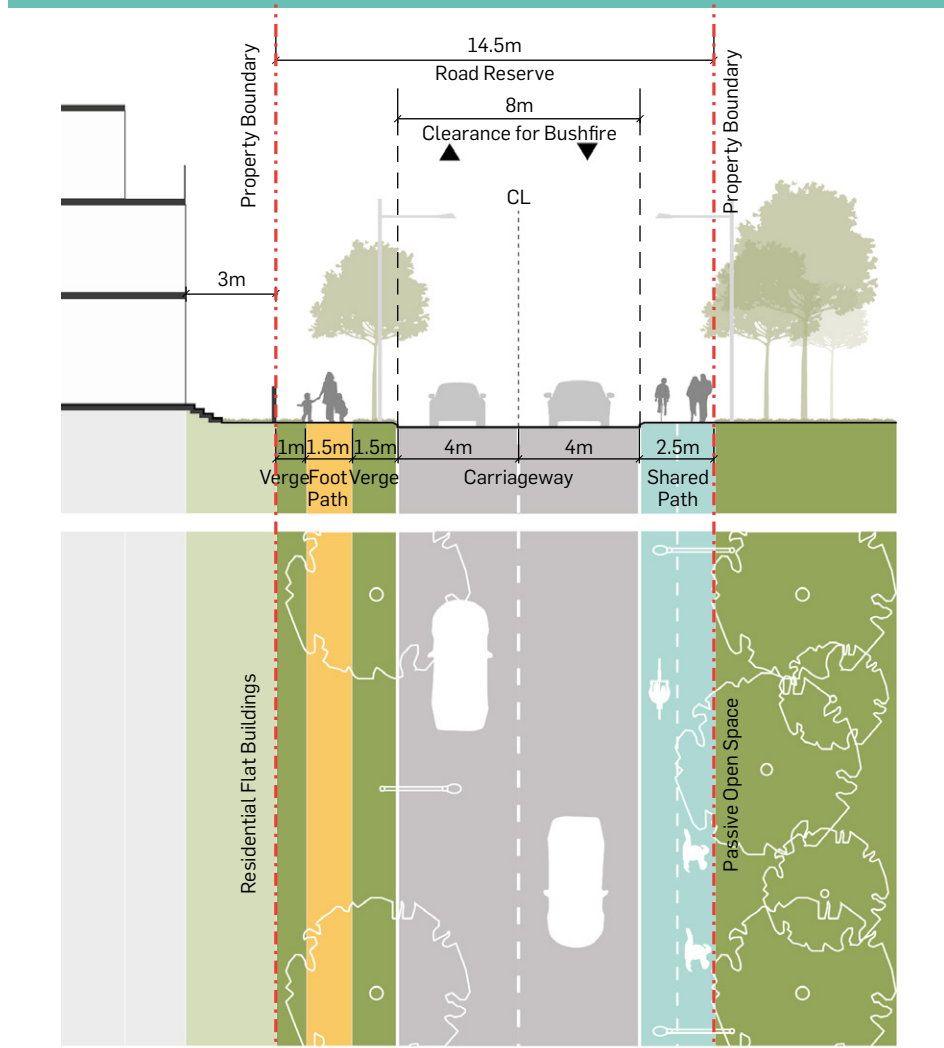 14.5m
Road Reserve
Property Boundary
Property Boundary
8m
Clearance for Bushfire
CL
3m
1m 1.5m 1.5m 4m 4m 2.5m
Verge Foot Path Verge Carriageway Shared Path
Residential Flat Buildings
Passive Open Space